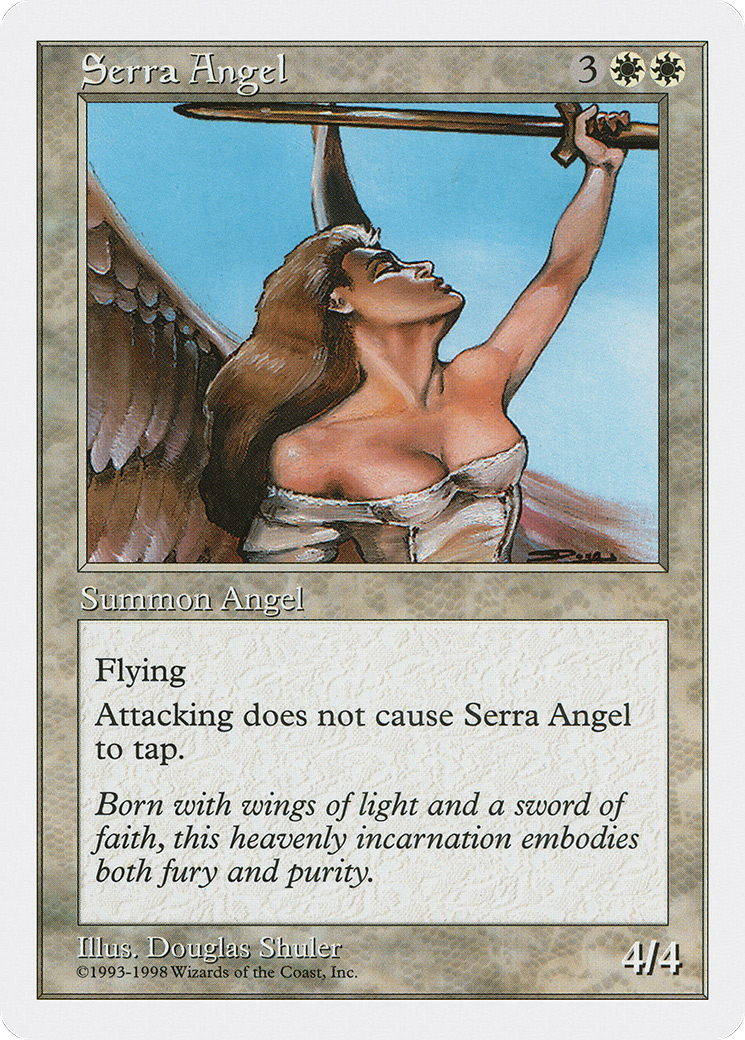 Serra Angel 3
Summon Angel
Flying
Attacking does not cause Serra Angel
to tap.
Born with wings of light and a sword of
faith, this heavenly incarnation embodies
both fury and purity.
Illus. Douglas Shuler
©1993-1998 Wizards of the Coast, Inc.
4/4